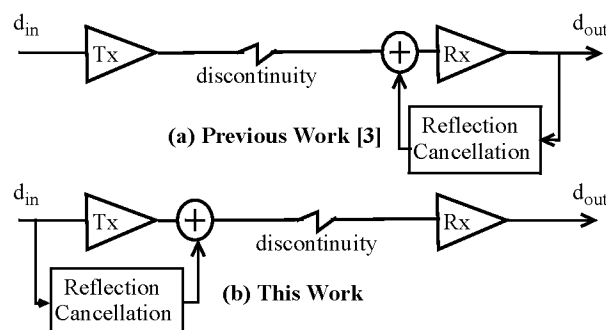 d_in
d_out
Tx
+
Rx
discontinuity
Reflection
Cancellation
(a) Previous Work [3]
d_in
d_out
Tx
+
Rx
discontinuity
Reflection
Cancellation
(b) This Work